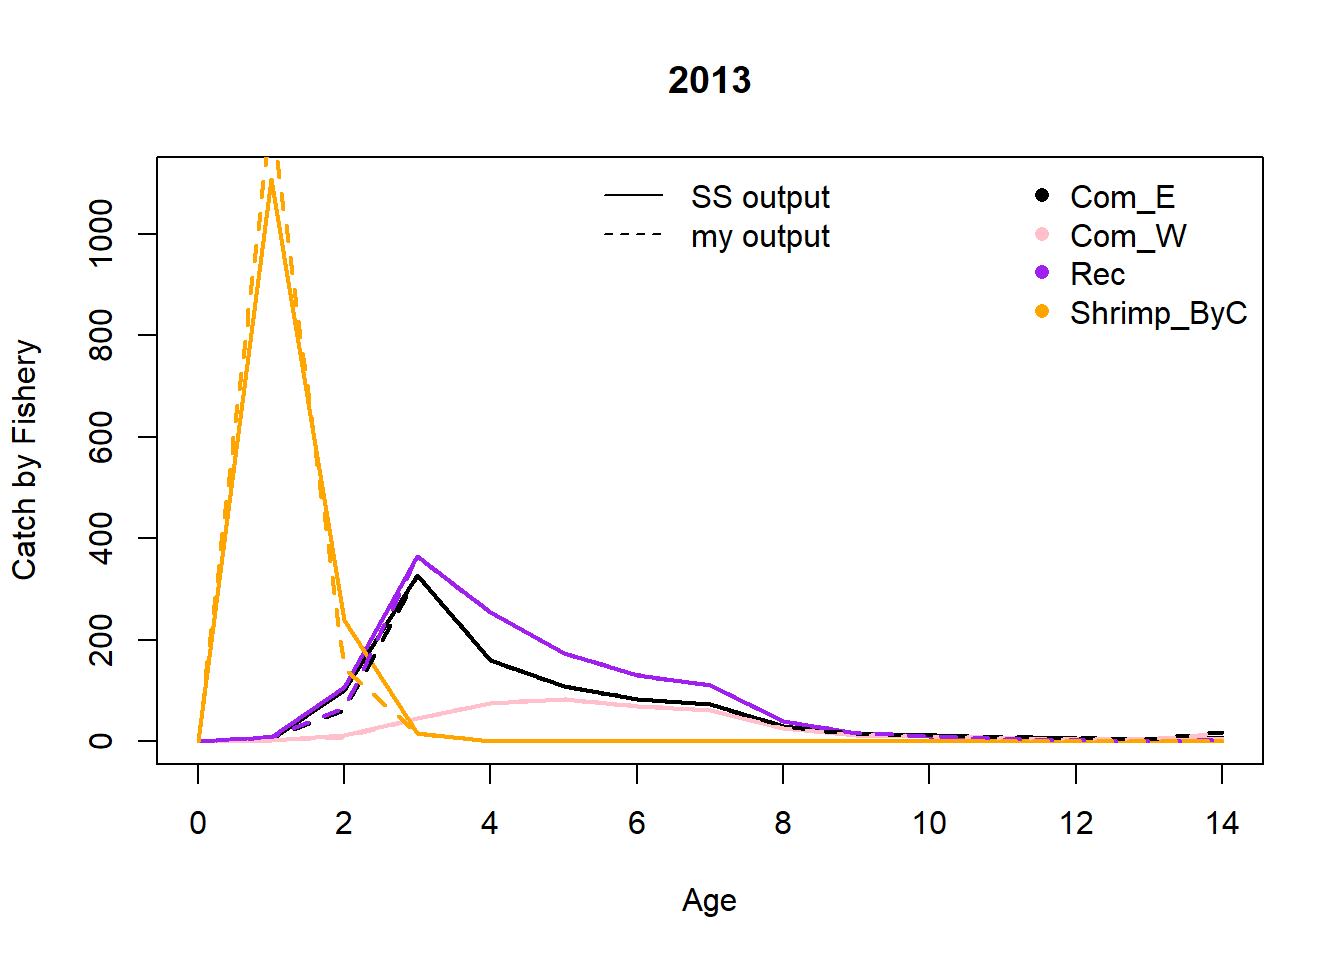 2013
SS output
my output
Com_E
Com_W
Rec
Shrimp_ByC
Catch by Fishery
1000
800
600
400
200
0
0 2 4 6 8 10 12 14
Age